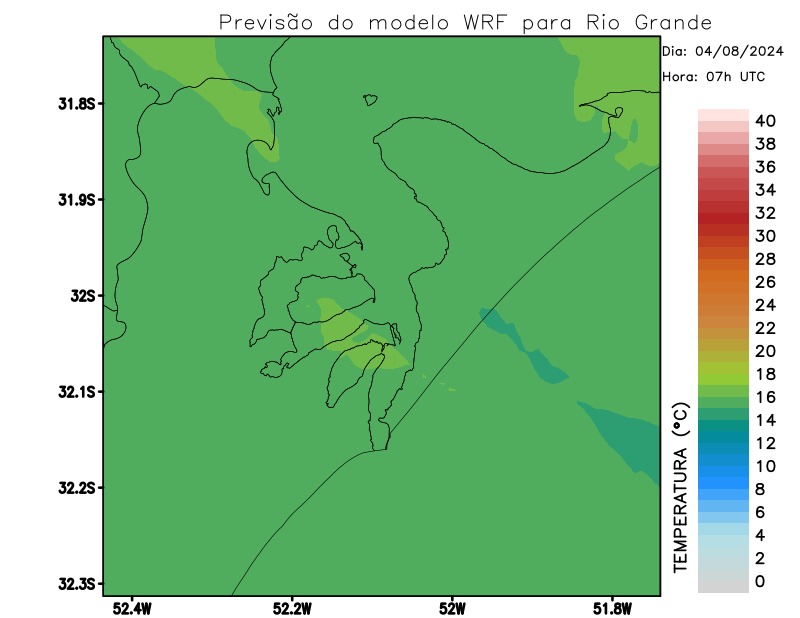 Previsão do modelo WRF para Rio Grande
Dia: 04/08/2024
Hora: 07h UTC
31.8S
31.9S
32S
32.1S
32.2S
32.3S
52.4W
52.2W
52W
51.8W
TEMPERATURA (°C)
40
38
36
34
32
30
28
26
24
22
20
18
16
14
12
10
8
6
4
2
0